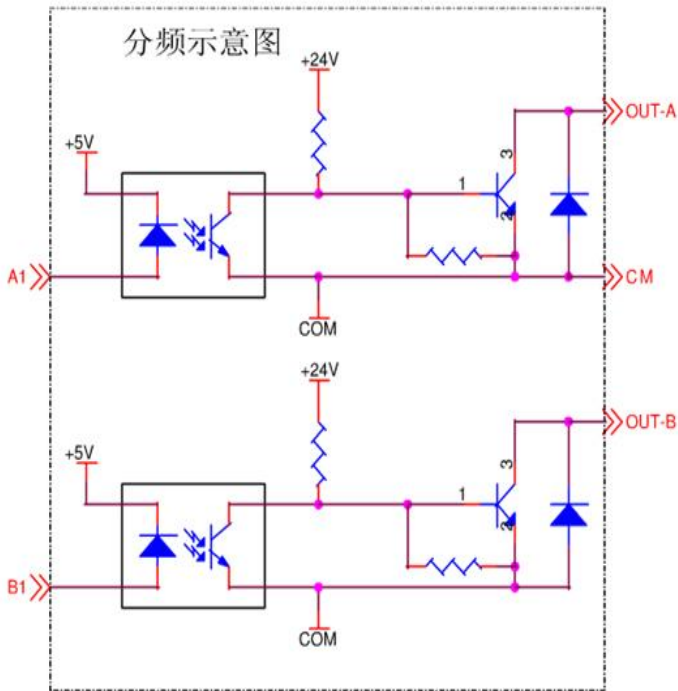 分频示意图
+24V
OUT-A
+5V
3
1
2
A1
CM
COM
+24V
OUT-B
+5V
3
1
2
B1
COM